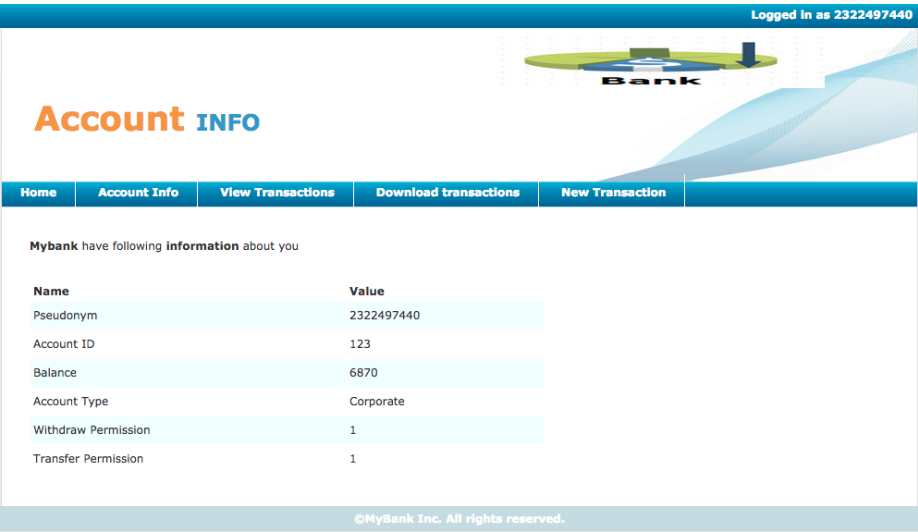 Logged in as 2322497440
Bank
Account INFO
Home Account Info View Transactions Download transactions New Transaction
Mybank have following information about you
Name Value
Pseudonym 2322497440
Account ID 123
Balance 6870
Account Type Corporate
Withdraw Permission 1
Transfer Permission 1
©MyBank Inc. All rights reserved.